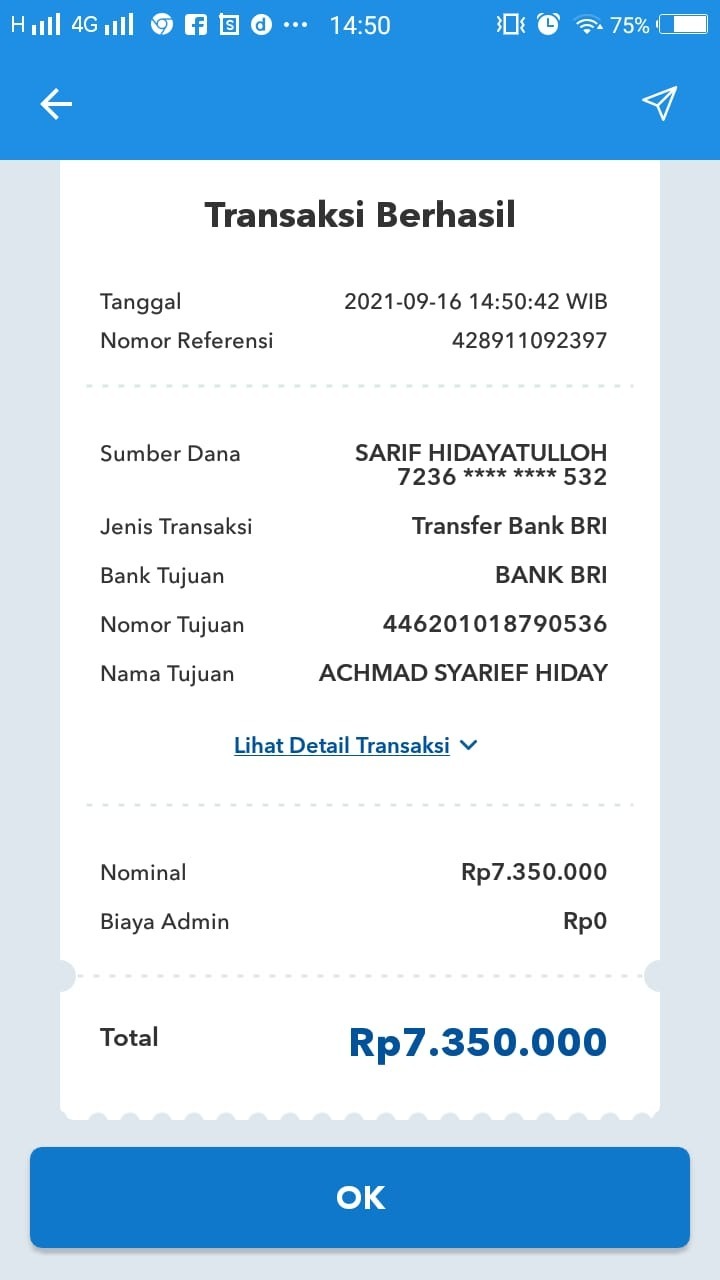 H 4G 14:50 75%
Transaksi Berhasil
Tanggal 2021-09-16 14:50:42 WIB
Nomor Referensi 428911092397
Sumber Dana SARIF HIDAYATULLOH
7236 **** **** 532
Jenis Transaksi Transfer Bank BRI
Bank Tujuan BANK BRI
Nomor Tujuan 446201018790536
Nama Tujuan ACHMAD SYARIEF HIDAY
Lihat Detail Transaksi
Nominal Rp7.350.000
Biaya Admin Rp0
Total Rp7.350.000
OK